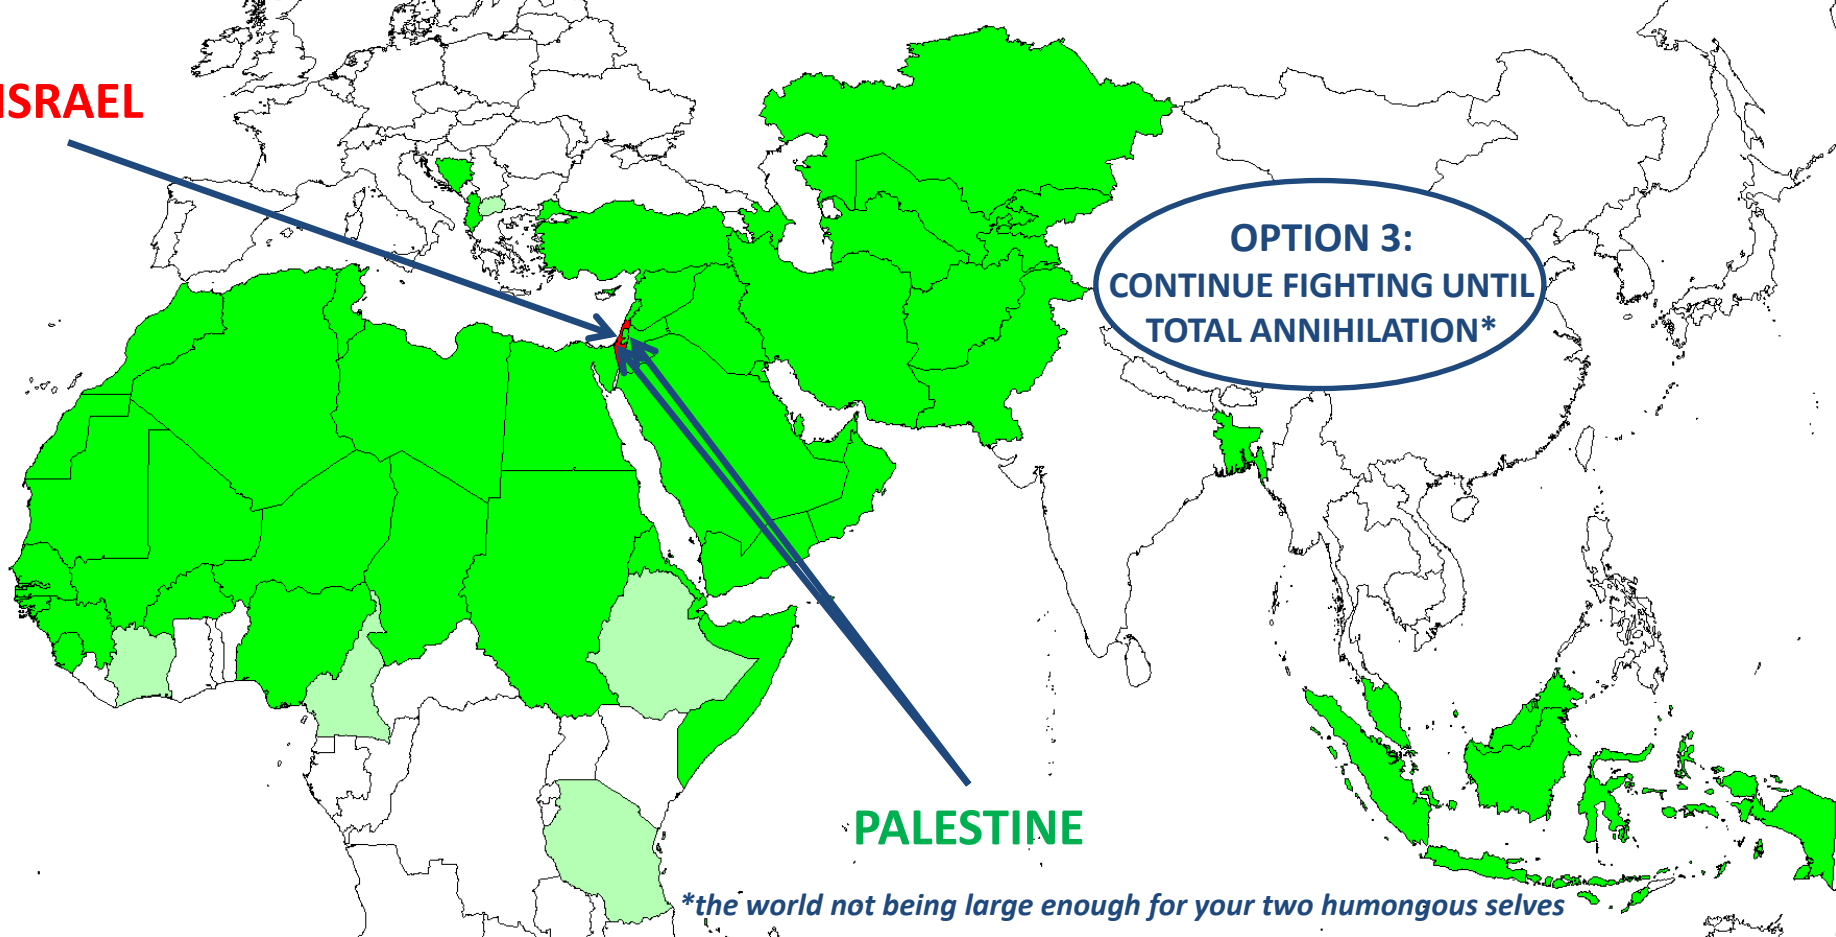 ISRAEL
OPTION 3:
CONTINUE FIGHTING UNTIL
TOTAL ANNIHILATION*
PALESTINE
*the world not being large enough for your two humongous selves